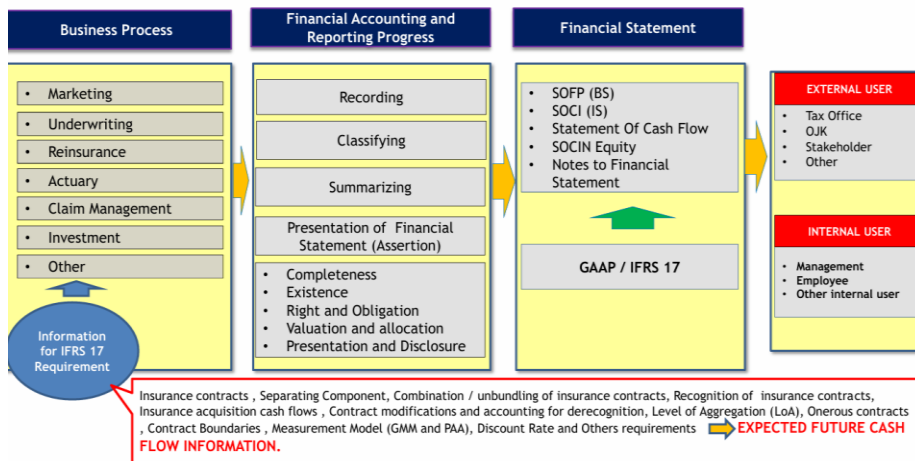 Business Process
Marketing
Underwriting
Reinsurance
Actuary
Claim Management
Investment
Other
Information
for IFRS 17
Requirement
Financial Accounting and
Reporting Progress
Recording
Classifying
Summarizing
Presentation of Financial
Statement (Assertion)
• Completeness
• Existence
• Right and Obligation
• Valuation and allocation
• Presentation and Disclosure
Financial Statement
• SOFP (BS)
• SOCI (IS)
• Statement Of Cash Flow
• SOCIN Equity
• Notes to Financial
Statement
GAAP / IFRS 17
EXTERNAL USER
• Tax Office
• OJK
• Stakeholder
• Other
INTERNAL USER
• Management
• Employee
• Other internal user
Insurance contracts , Separating Component, Combination / unbundling of insurance contracts, Recognition of insurance contracts,
Insurance acquisition cash flows , Contract modifications and accounting for derecognition, Level of Aggregation (LoA), Onerous contracts
, Contract Boundaries , Measurement Model (GMM and PAA), Discount Rate and Others requirements EXPECTED FUTURE CASH
FLOW INFORMATION.